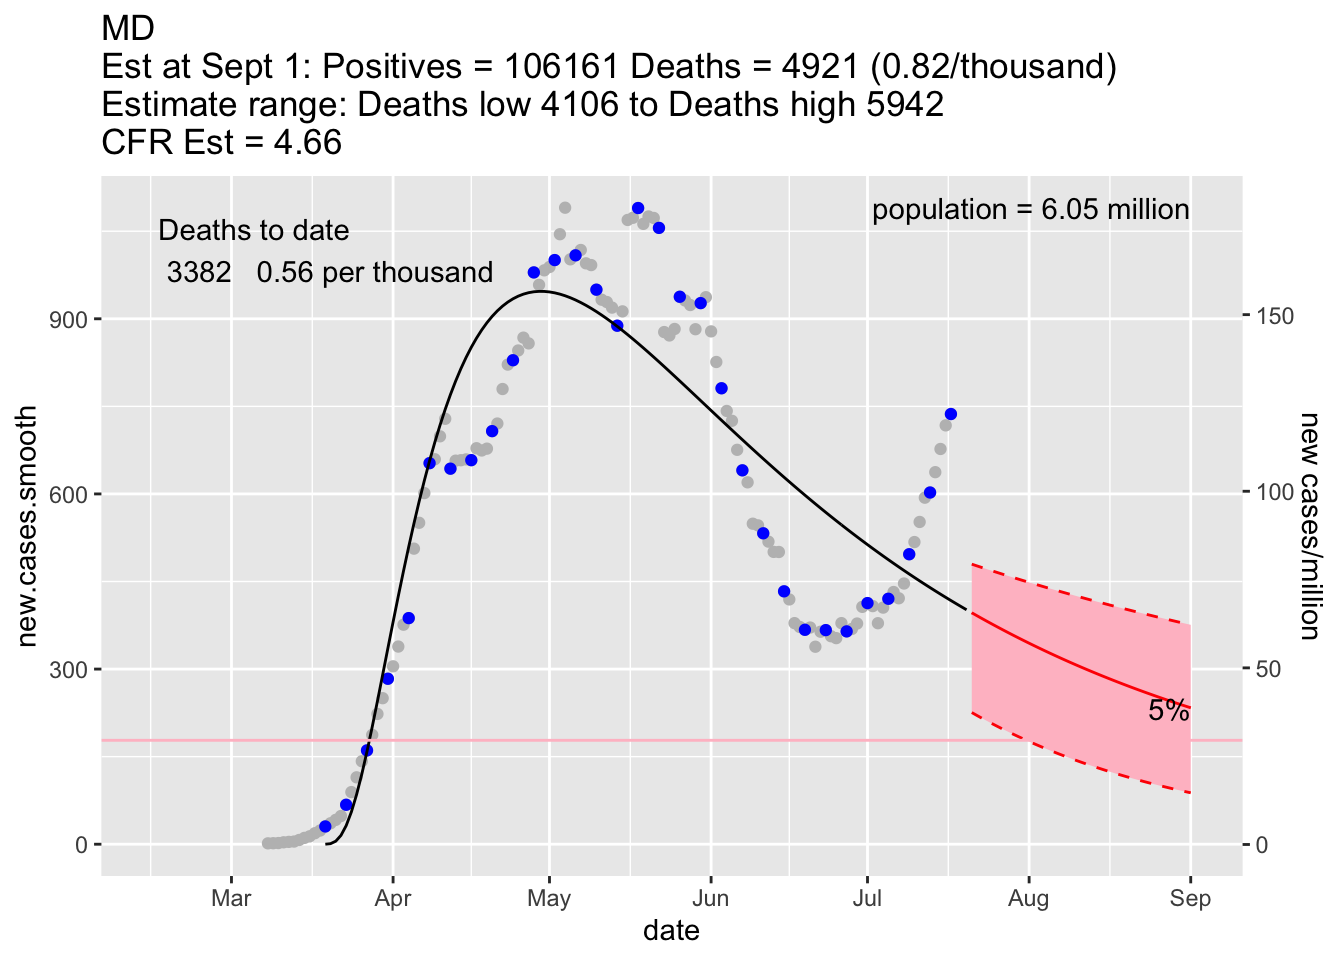 MD
Est at Sept 1: Positives = 106161 Deaths = 4921 (0.82/thousand)
Estimate range: Deaths low 4106 to Deaths high 5942
CFR Est = 4.66
population = 6.05 million
Deaths to date
3382 0.56 per thousand
5%
new.cases.smooth
900
600
300
0
150
100
50
0
new cases/million
Mar Apr May Jun Jul Aug Sep
date